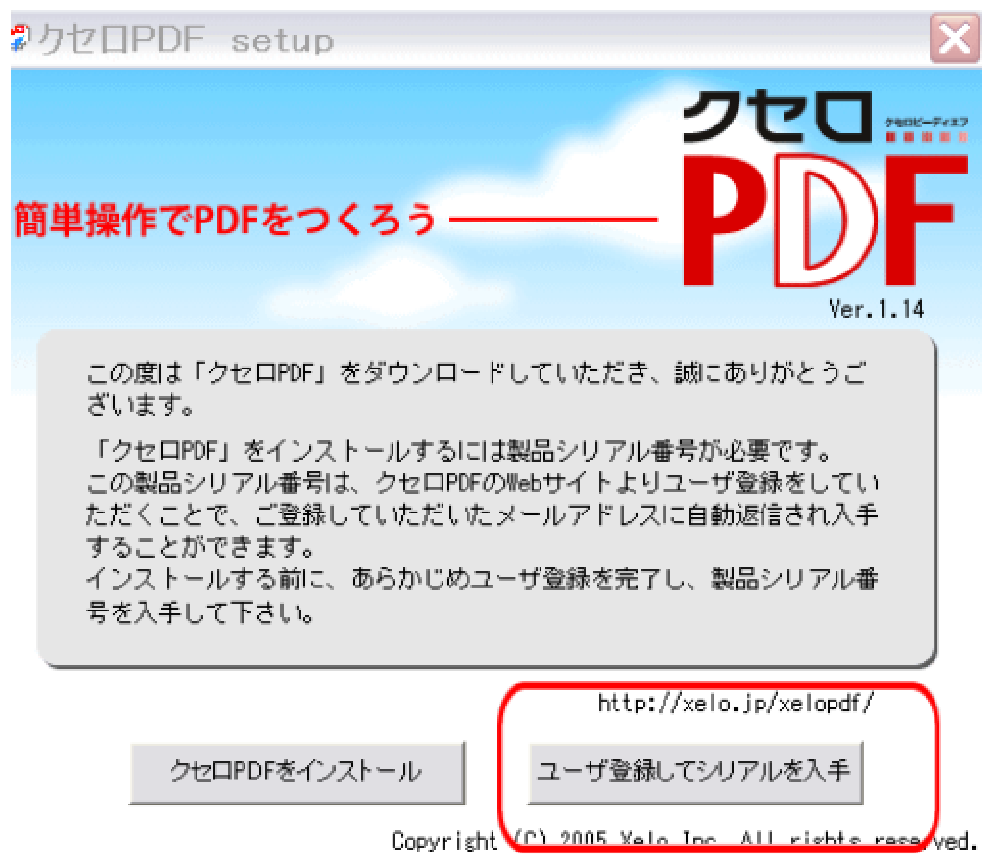 クセロPDF setup
クセロ
クセロピーディエフ
PDF
簡単操作でPDFをつくろう
Ver.1.14
この度は「クセロPDF」をダウンロードしていただき、誠にありがとうご
ざいます。
「クセロPDF」をインストールするには製品シリアル番号が必要です。
この製品シリアル番号は、クセロPDFのWebサイトよりユーザ登録をしてい
ただくことで、ご登録していただいたメールアドレスに自動返信され入手
することができます。
インストールする前に、あらかじめユーザ登録を完了し、製品シリアル番
号を入手して下さい。
http://xelo.jp/xelopdf/
クセロPDFをインストール
ユーザ登録してシリアルを入手
Copyright (C) 2005 Xelo Inc. All rights reserved.